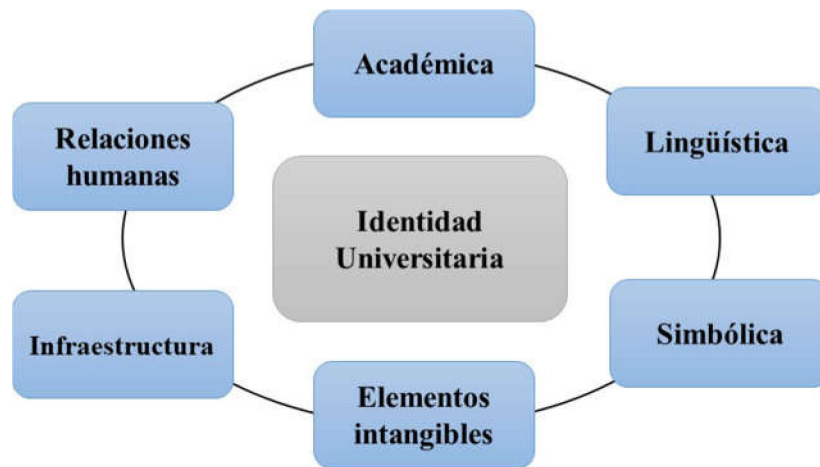 Académica
Relaciones
humanas
Lingüística
Identidad
Universitaria
Infraestructura
Simbólica
Elementos
intangibles